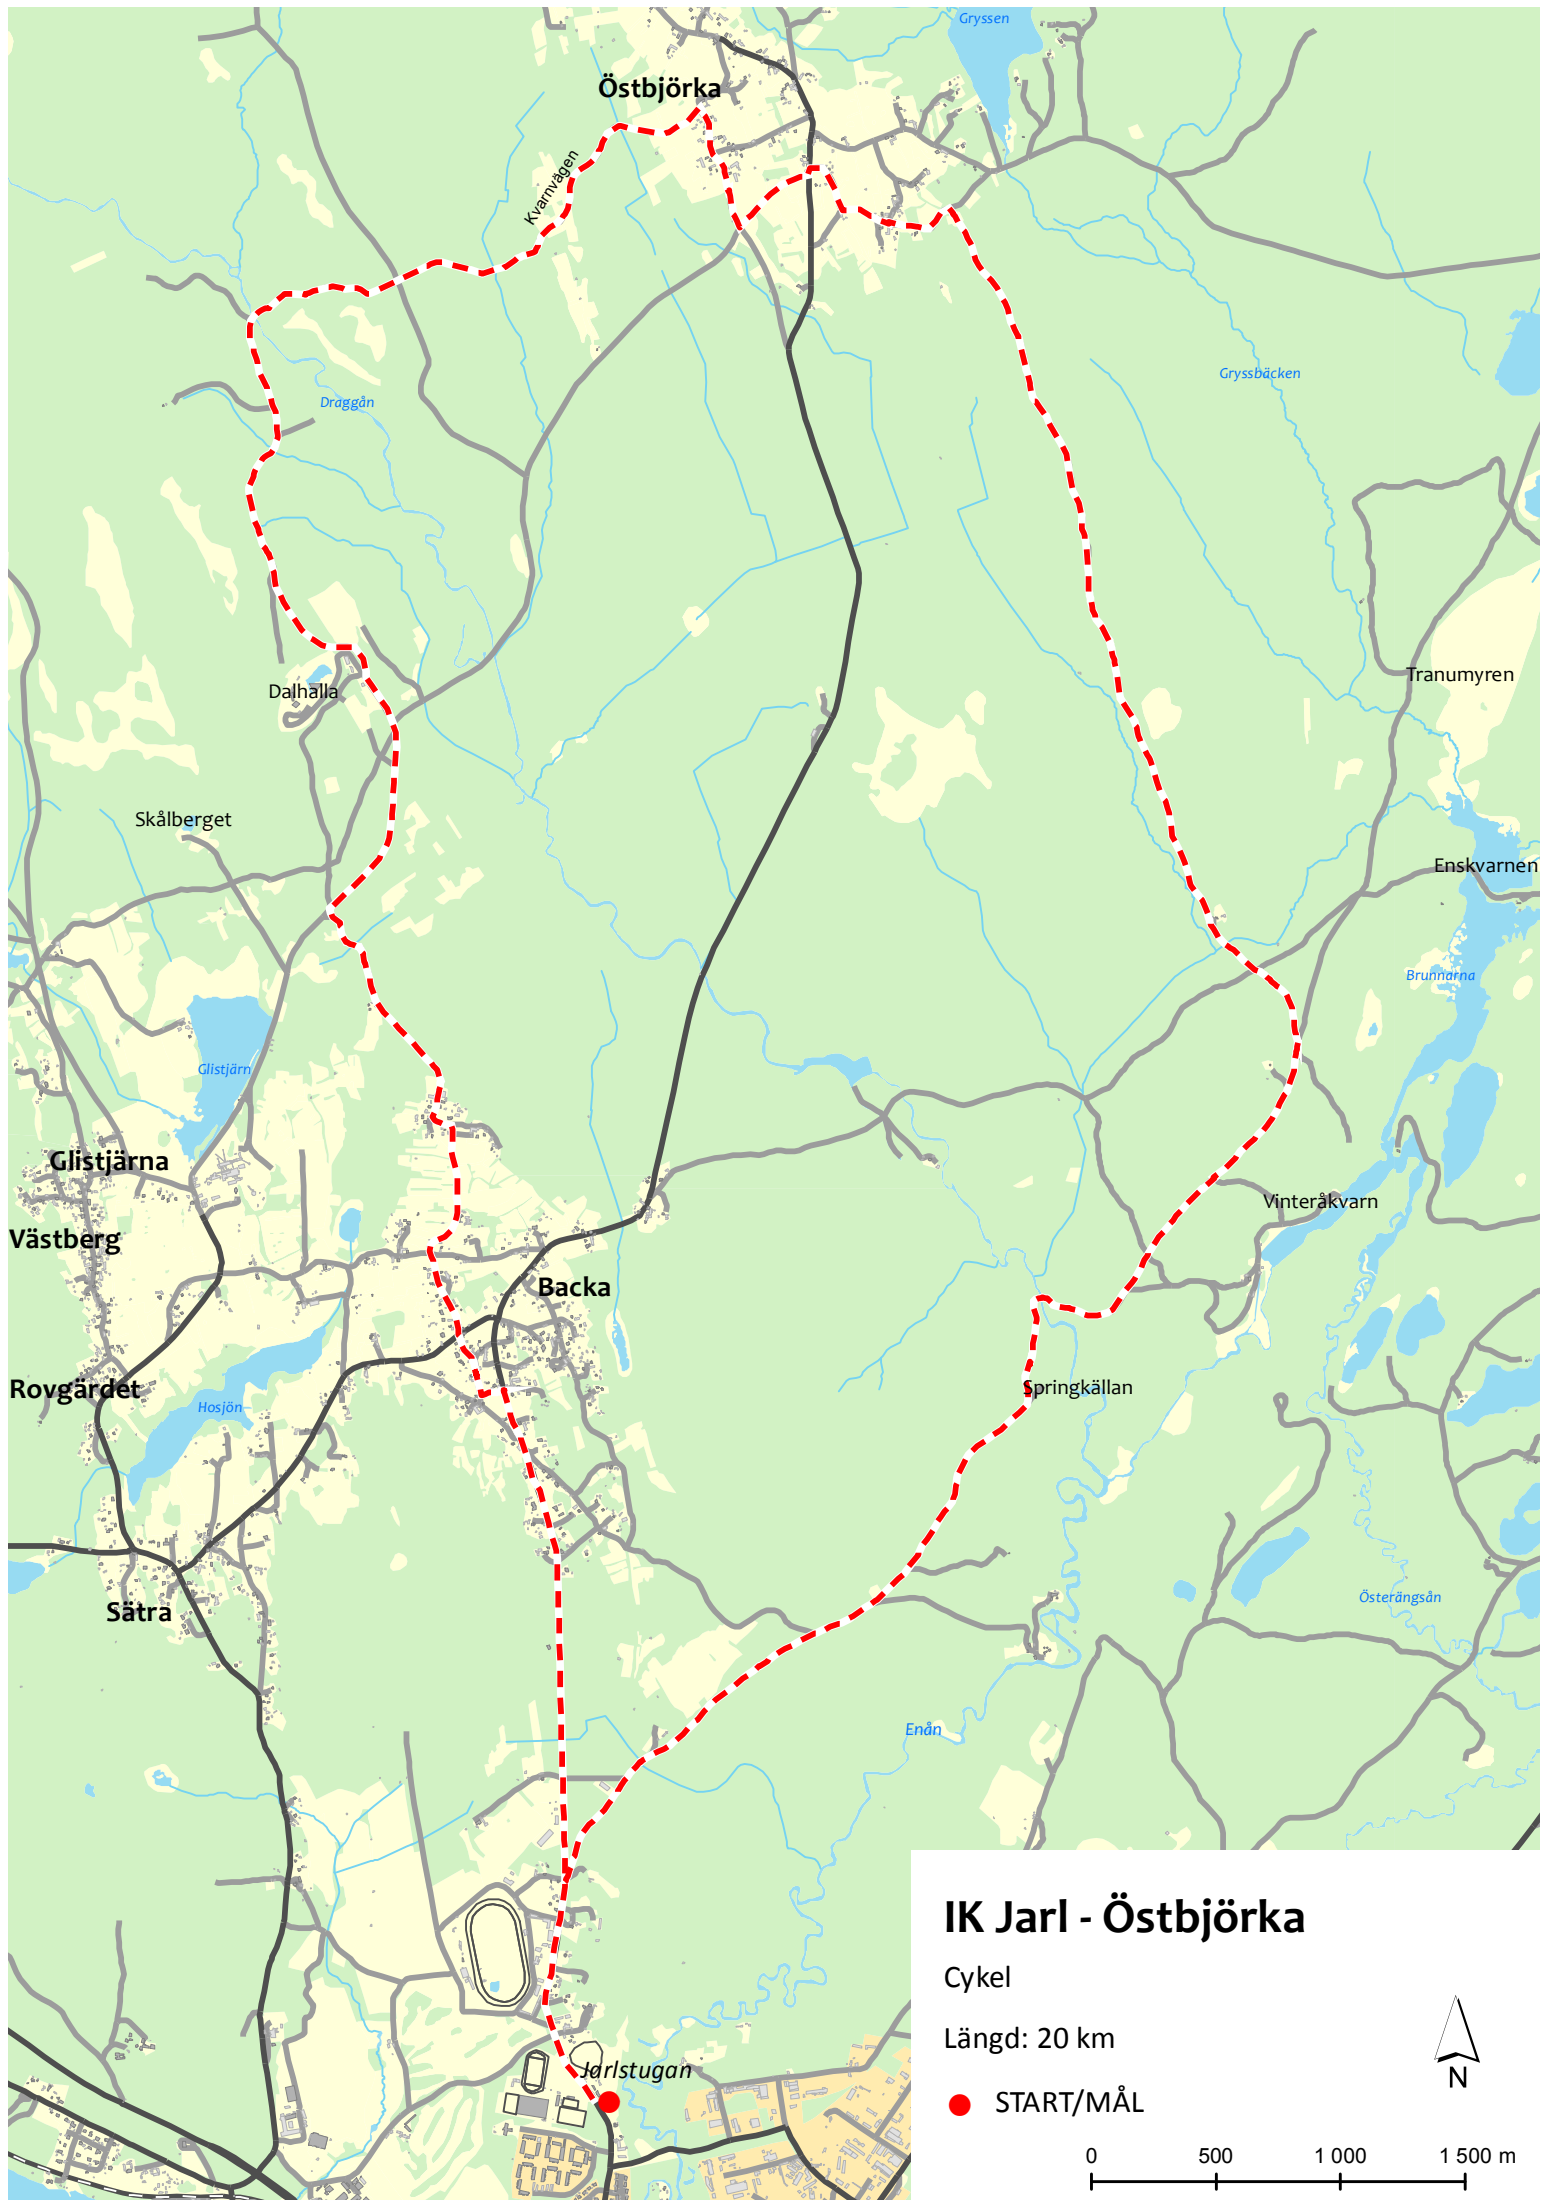 Gryssen
Östbjörka
Kvarnvägen
Gryssbäcken
Draggån
Tranumyren
Dalhalla
Skålberget
Enskvarnen
Brunnarna
Glistjärn
Glistjärna
Vinteråkvarn
Västberg
Backa
Rovgärdet
Springkällan
Hosjön
Österängsån
Sätra
Enån
IK Jarl - Östbjörka
Cykel
Längd: 20 km
Jarlstugan
N
START/MÅL
0 500 1 000 1 500 m